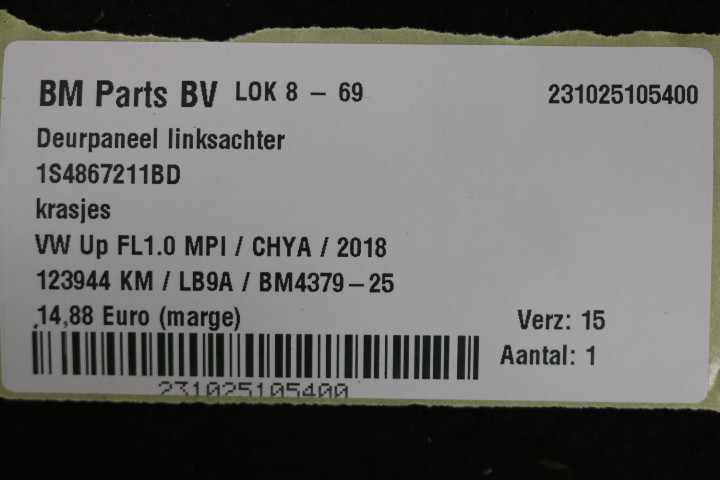 BM Parts BV LOK 8 - 69 231025105400
Deurpaneel linksachter
1S4867211BD
krasjes
VW Up FL1.0 MPI / CHYA / 2018
123944 KM / LB9A / BM4379-25
14,88 Euro (marge) Verz: 15
Aantal: 1
231025105400